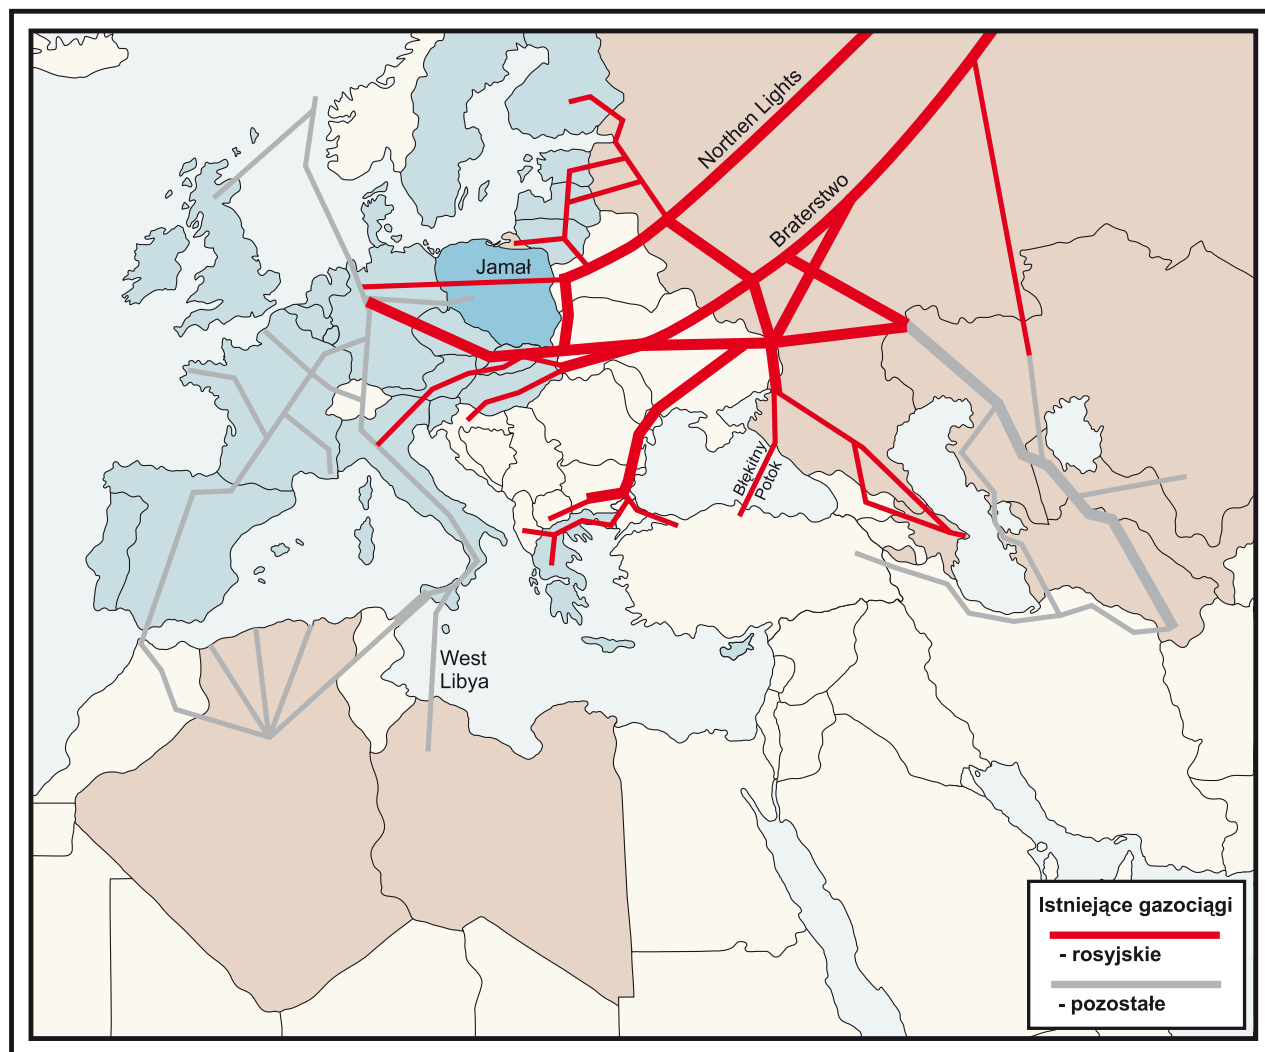 Northen Lights
Braterstwo
Jamał
Błękitny
Potok
West
Libya
Istniejące gazociągi
- rosyjskie
- pozostałe